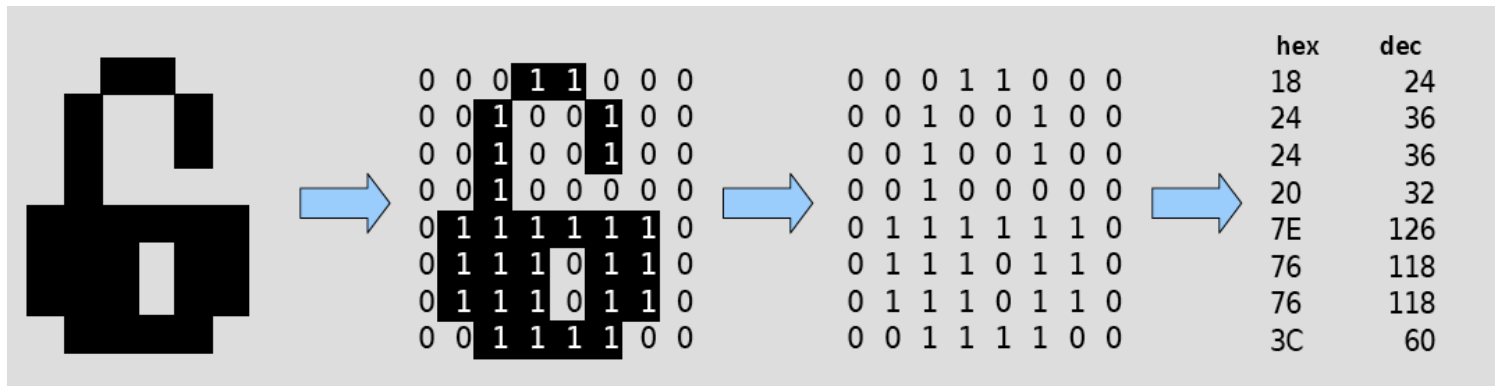 hex dec
0 0 0 1 1 0 0 0 0 0 0 1 1 0 0 0 18 24
0 0 1 0 0 1 0 0 0 0 1 0 0 1 0 0 24 36
0 0 1 0 0 1 0 0 0 0 1 0 0 1 0 0 24 36
0 0 1 0 0 0 0 0 0 0 1 0 0 0 0 0 20 32
0 1 1 1 1 1 1 0 0 1 1 1 1 1 1 0 7E 126
0 1 1 1 0 1 1 0 0 1 1 1 0 1 1 0 76 118
0 1 1 1 0 1 1 0 0 1 1 1 0 1 1 0 76 118
0 0 1 1 1 1 0 0 0 0 1 1 1 1 0 0 3C 60